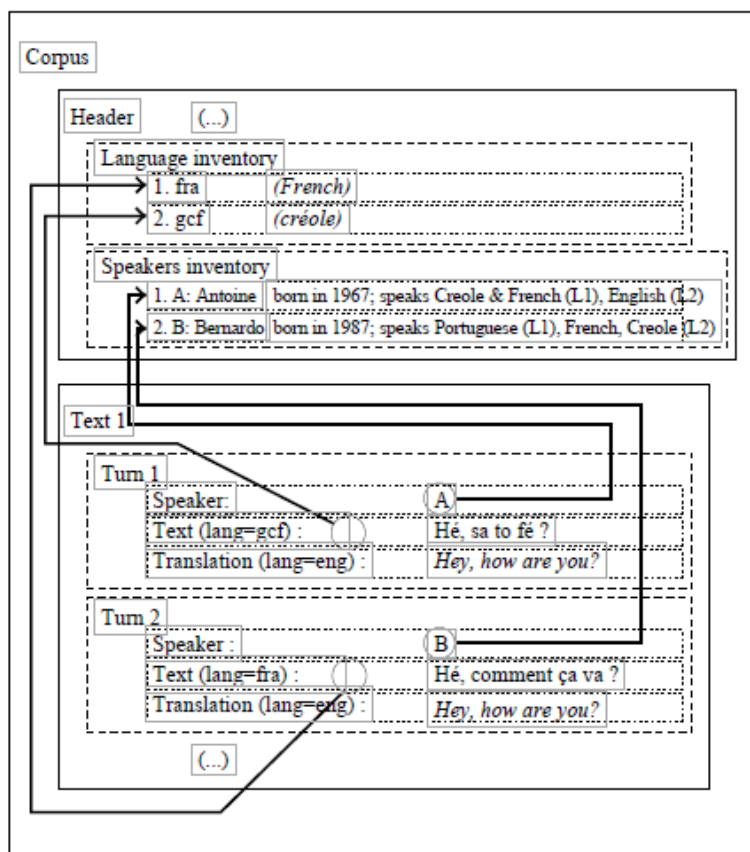 Corpus
Header (...)
Language inventory
1. fra (French)
2. gcf (créole)
Speakers inventory
1. A: Antoine born in 1967; speaks Creole & French (L1), English (L2)
2. B: Bernardo born in 1987; speaks Portuguese (L1), French, Creole (L2)
Text 1
Turn 1
Speaker: A
Text (lang=gcf) : Hé, sa to fé ?
Translation (lang=eng) : Hey, how are you?
Turn 2
Speaker : B
Text (lang=fra) : Hé, comment ça va ?
Translation (lang=eng) : Hey, how are you?
(...)